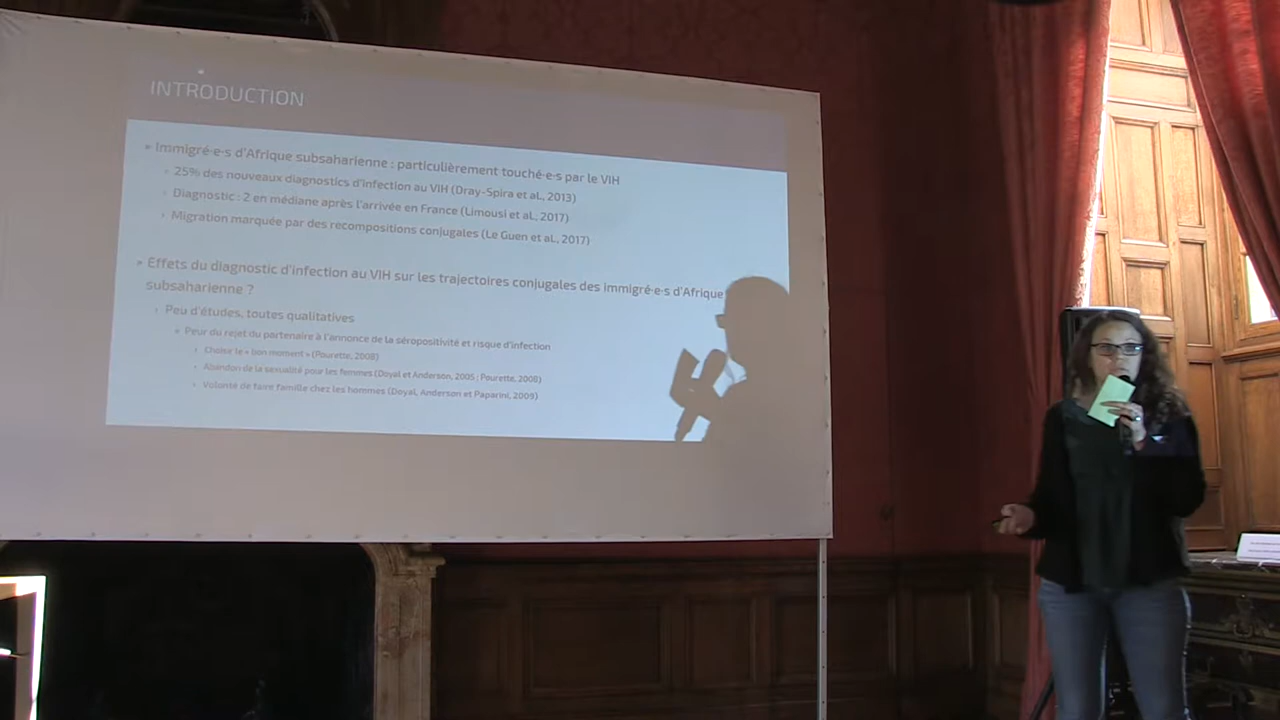 INTRODUCTION
Immigré·e·s d'Afrique subsaharienne : particulièrement touché·e·s par le VIH
25% des nouveaux diagnostics d'infection au VIH (Dray-Spira et al., 2013)
Diagnostic : 2 en médiane après l'arrivée en France (Limousi et al., 2017)
Migration marquée par des recompositions conjugales (Le Guen et al., 2017)
Effets du diagnostic d'infection au VIH sur les trajectoires conjugales des immigré·e·s d'Afrique
subsaharienne ?
Peu d'études, toutes qualitatives
Peur du rejet du partenaire à l'annonce de la séropositivité et risque d'infection
Choisir le « bon moment » (Pourette, 2008)
Abandon de la sexualité pour les femmes (Doyal et Anderson, 2005 ; Pourette, 2008)
Volonté de faire famille chez les hommes (Doyal, Anderson et Paparini, 2009)